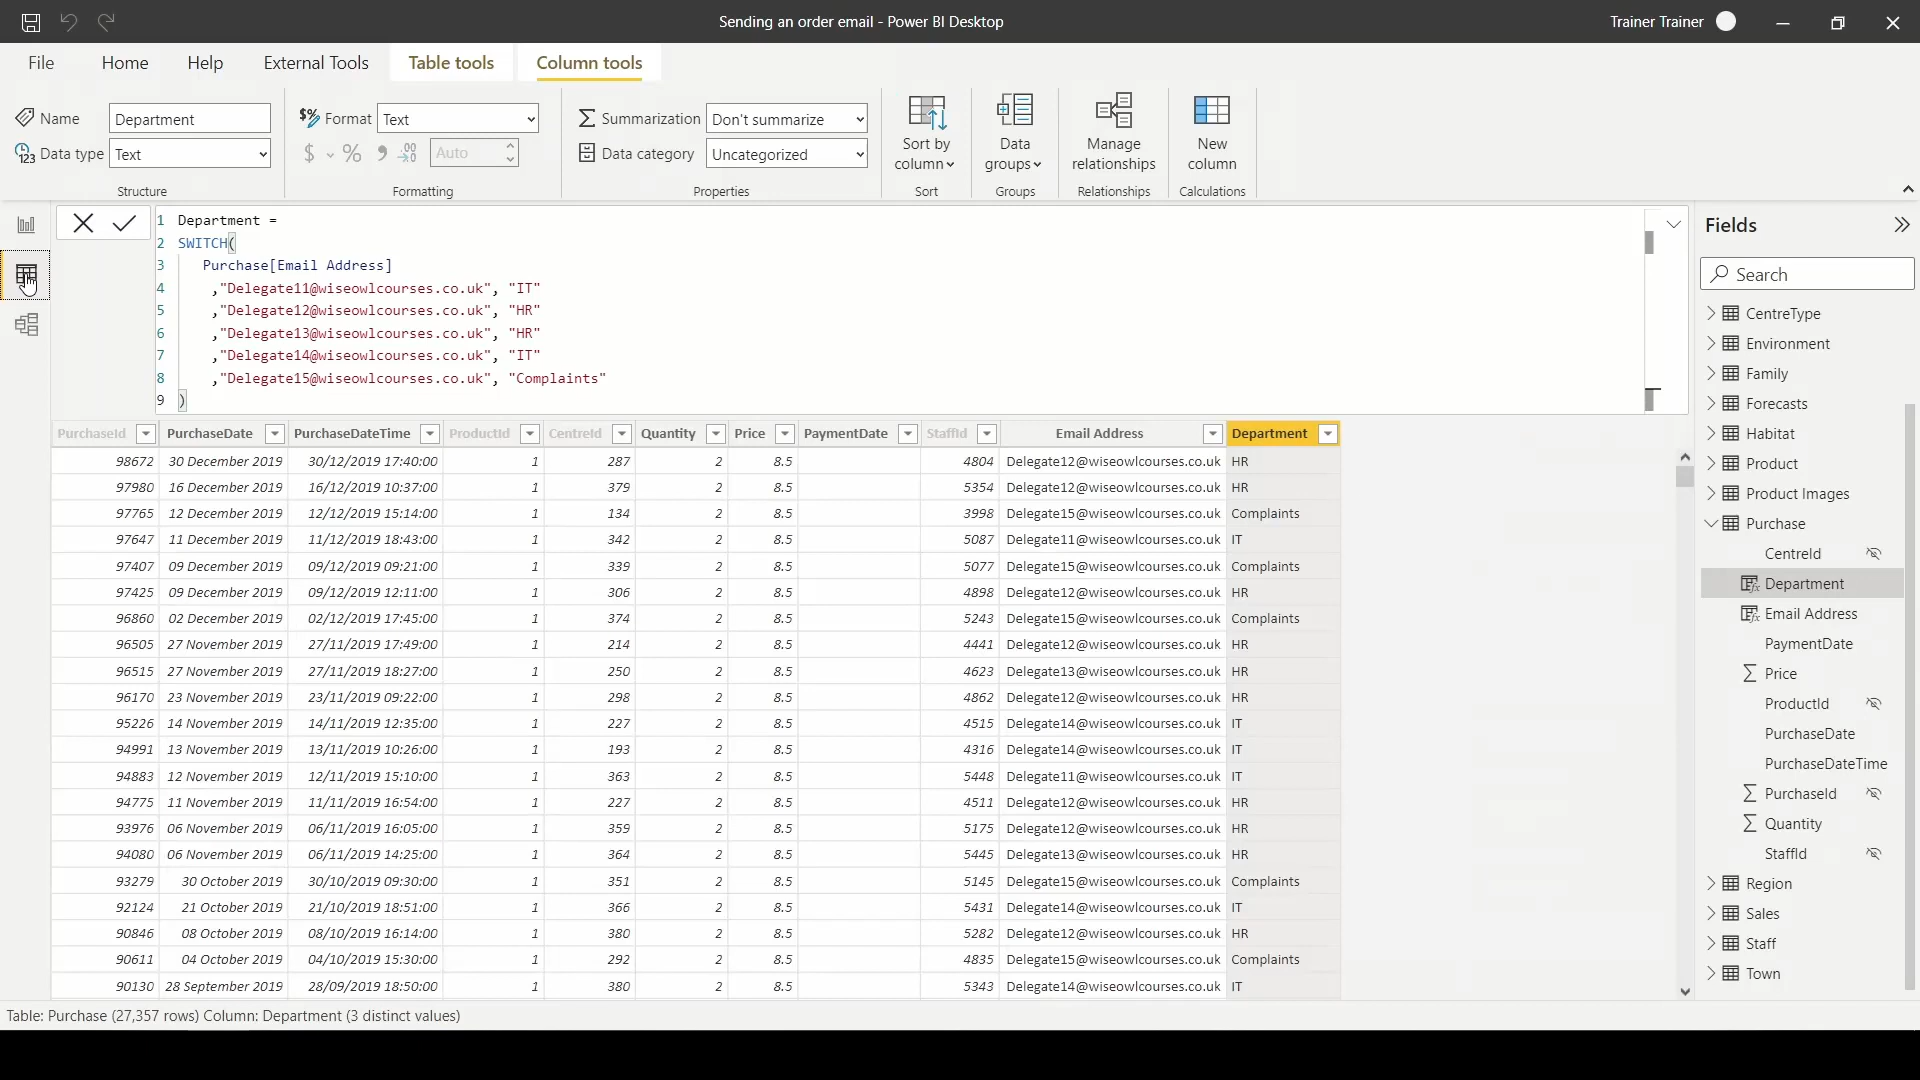 Sending an order email - Power BI Desktop
Trainer Trainer
File Home Help External Tools Table tools Column tools
Name Department
Data type Text
Structure
Format Text
$ % Auto
Formatting
Summarization Don't summarize
Data category Uncategorized
Properties
Sort by
column
Sort
Data
groups
Groups
Manage
relationships
Relationships
New
column
Calculations
1 Department =
2 SWITCH(
3 Purchase[Email Address]
4 ,"Delegate11@wiseowlcourses.co.uk", "IT"
5 ,"Delegate12@wiseowlcourses.co.uk", "HR"
6 ,"Delegate13@wiseowlcourses.co.uk", "HR"
7 ,"Delegate14@wiseowlcourses.co.uk", "IT"
8 ,"Delegate15@wiseowlcourses.co.uk", "Complaints"
9 )
PurchaseId PurchaseDate PurchaseDateTime ProductId CentreId Quantity Price PaymentDate StaffId Email Address Department
98672 30 December 2019 30/12/2019 17:40:00 1 287 2 8.5 4804 Delegate12@wiseowlcourses.co.uk HR
97980 16 December 2019 16/12/2019 10:37:00 1 379 2 8.5 5354 Delegate12@wiseowlcourses.co.uk HR
97765 12 December 2019 12/12/2019 15:14:00 1 134 2 8.5 3998 Delegate15@wiseowlcourses.co.uk Complaints
97647 11 December 2019 11/12/2019 18:43:00 1 342 2 8.5 5087 Delegate11@wiseowlcourses.co.uk IT
97407 09 December 2019 09/12/2019 09:21:00 1 339 2 8.5 5077 Delegate15@wiseowlcourses.co.uk Complaints
97425 09 December 2019 09/12/2019 12:11:00 1 306 2 8.5 4898 Delegate12@wiseowlcourses.co.uk HR
96860 02 December 2019 02/12/2019 17:45:00 1 374 2 8.5 5243 Delegate15@wiseowlcourses.co.uk Complaints
96505 27 November 2019 27/11/2019 17:49:00 1 214 2 8.5 4441 Delegate12@wiseowlcourses.co.uk HR
96515 27 November 2019 27/11/2019 18:27:00 1 250 2 8.5 4623 Delegate13@wiseowlcourses.co.uk HR
96170 23 November 2019 23/11/2019 09:22:00 1 298 2 8.5 4862 Delegate12@wiseowlcourses.co.uk HR
95226 14 November 2019 14/11/2019 12:35:00 1 227 2 8.5 4515 Delegate14@wiseowlcourses.co.uk IT
94991 13 November 2019 13/11/2019 10:26:00 1 193 2 8.5 4316 Delegate14@wiseowlcourses.co.uk IT
94883 12 November 2019 12/11/2019 15:10:00 1 363 2 8.5 5448 Delegate11@wiseowlcourses.co.uk IT
94775 11 November 2019 11/11/2019 16:54:00 1 227 2 8.5 4511 Delegate12@wiseowlcourses.co.uk HR
93976 06 November 2019 06/11/2019 16:05:00 1 359 2 8.5 5175 Delegate12@wiseowlcourses.co.uk HR
94080 06 November 2019 06/11/2019 14:25:00 1 364 2 8.5 5445 Delegate13@wiseowlcourses.co.uk HR
93279 30 October 2019 30/10/2019 09:30:00 1 351 2 8.5 5145 Delegate15@wiseowlcourses.co.uk Complaints
92124 21 October 2019 21/10/2019 18:51:00 1 366 2 8.5 5431 Delegate14@wiseowlcourses.co.uk IT
90846 08 October 2019 08/10/2019 16:14:00 1 380 2 8.5 5282 Delegate12@wiseowlcourses.co.uk HR
90611 04 October 2019 04/10/2019 15:30:00 1 292 2 8.5 4835 Delegate15@wiseowlcourses.co.uk Complaints
90130 28 September 2019 28/09/2019 18:50:00 1 380 2 8.5 5343 Delegate14@wiseowlcourses.co.uk IT
Fields
Search
CentreType
Environment
Family
Forecasts
Habitat
Product
Product Images
Purchase
CentreId
Department
Email Address
PaymentDate
Price
ProductId
PurchaseDate
PurchaseDateTime
PurchaseId
Quantity
StaffId
Region
Sales
Staff
Town
Table: Purchase (27,357 rows) Column: Department (3 distinct values)